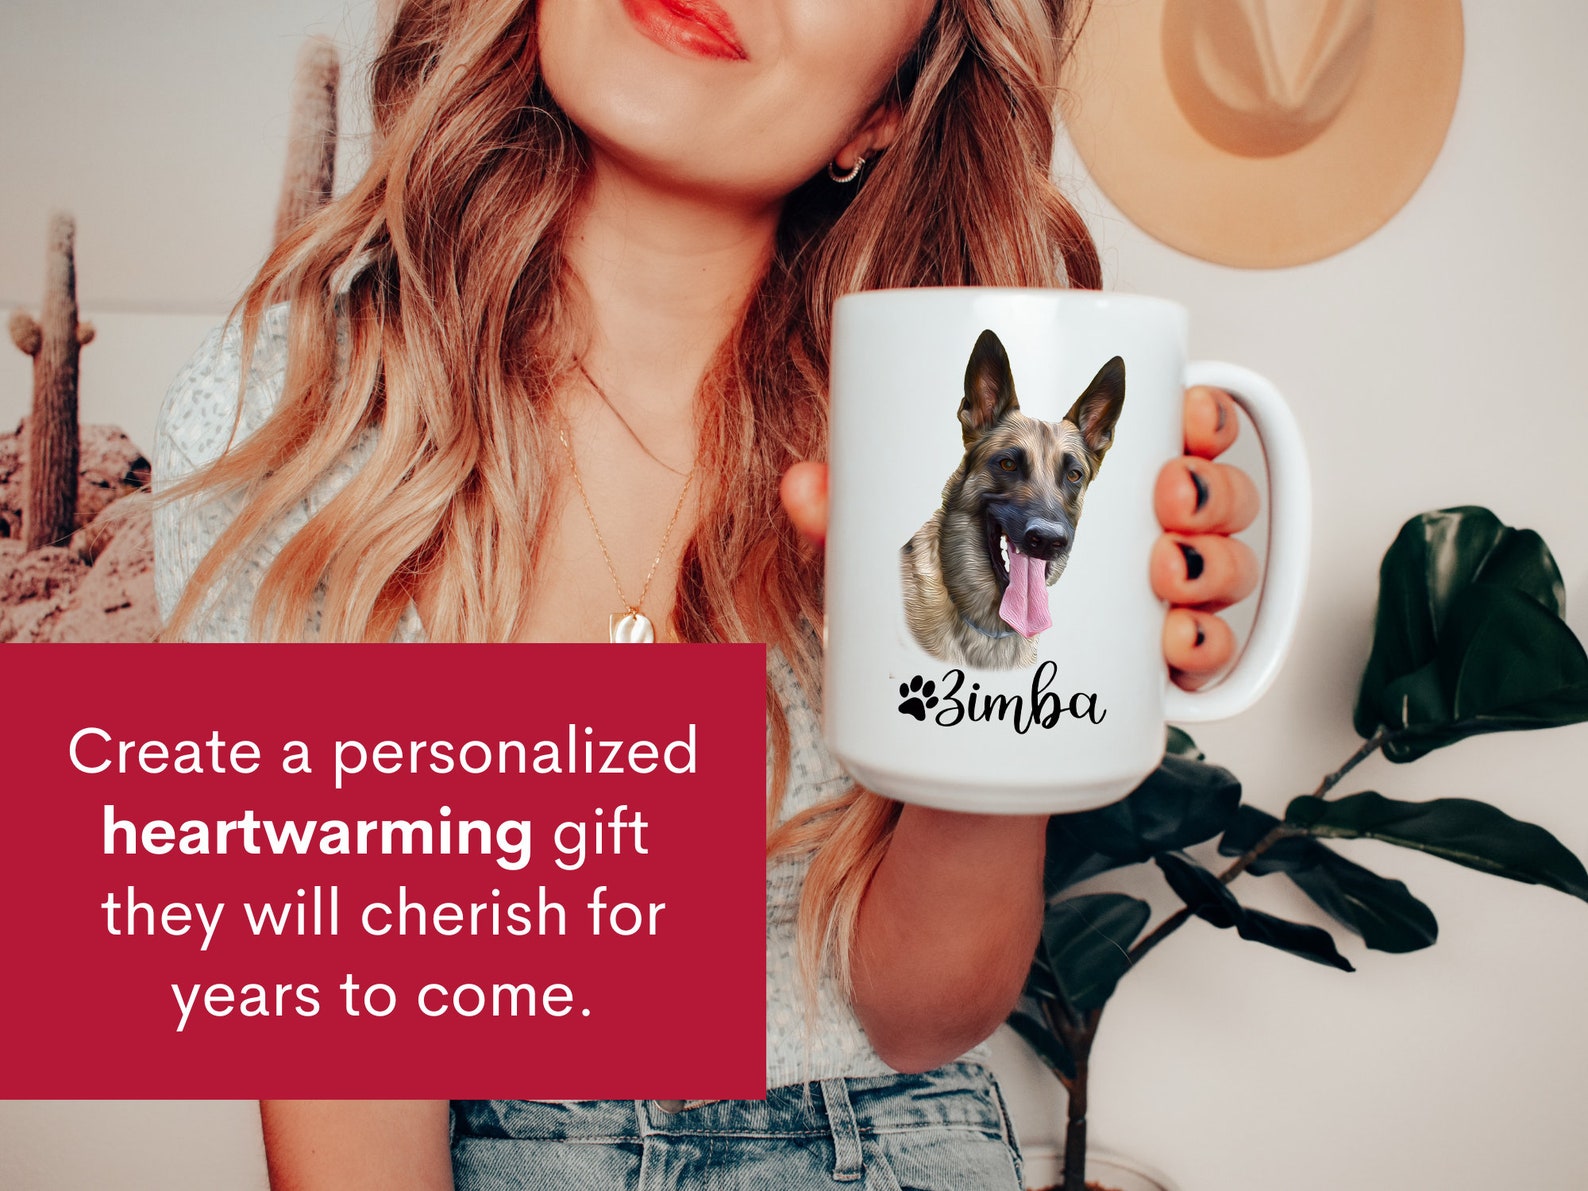 Zimba
Create a personalized
heartwarming gift
they will cherish for
years to come.